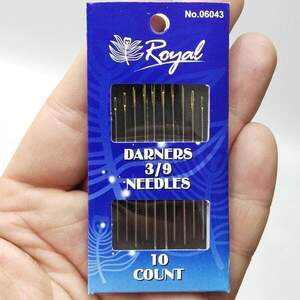 No.06043
Royal
DARNERS
3/9
NEEDLES
10
COUNT